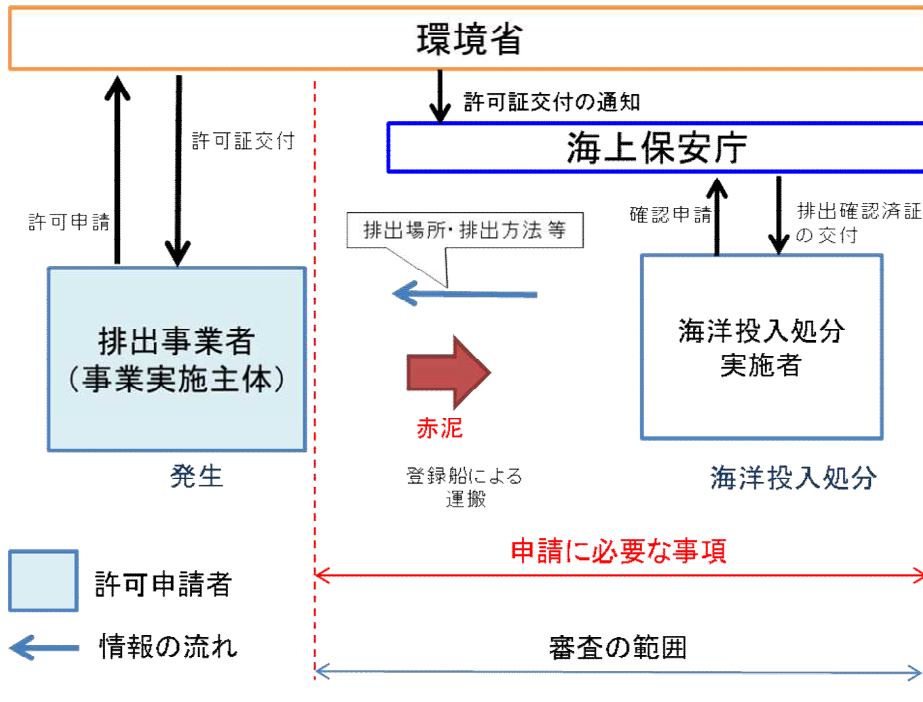 環境省
許可証交付の通知
海上保安庁
許可証交付
許可申請
確認申請
排出確認済証
の交付
排出場所・排出方法 等
排出事業者
（事業実施主体）
海洋投入処分
実施者
赤泥
発生
登録船による
運搬
海洋投入処分
申請に必要な事項
許可申請者
情報の流れ
審査の範囲